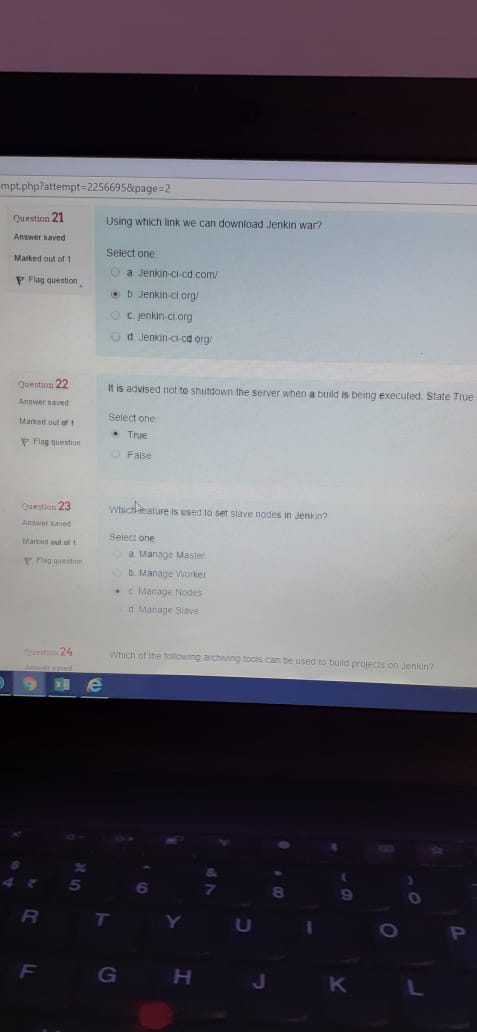 mpt.php?attempt=2256695&page=2
Question 21
Answer saved
Marked out of 1
Flag question
Using which link we can download Jenkin war?
Select one:
a. Jenkin-ci-cd.com/
b. Jenkin-ci.org/
c. jenkin-ci.org
d. Jenkin-ci-cd.org/
Question 22
Answer saved
Marked out of 1
Flag question
It is advised not to shutdown the server when a build is being executed. State True
Select one:
True
False
Question 23
Answer saved
Marked out of 1
Flag question
Which feature is used to set slave nodes in Jenkin?
Select one:
a. Manage Master
b. Manage Worker
c. Manage Nodes
d. Manage Slave
Question 24
Answer saved
Which of the following archiving tools can be used to build projects on Jenkin?
$ % ^ & * ( )
4 ₹ 5 6 7 8 9 0
R T Y U I O P
F G H J K L